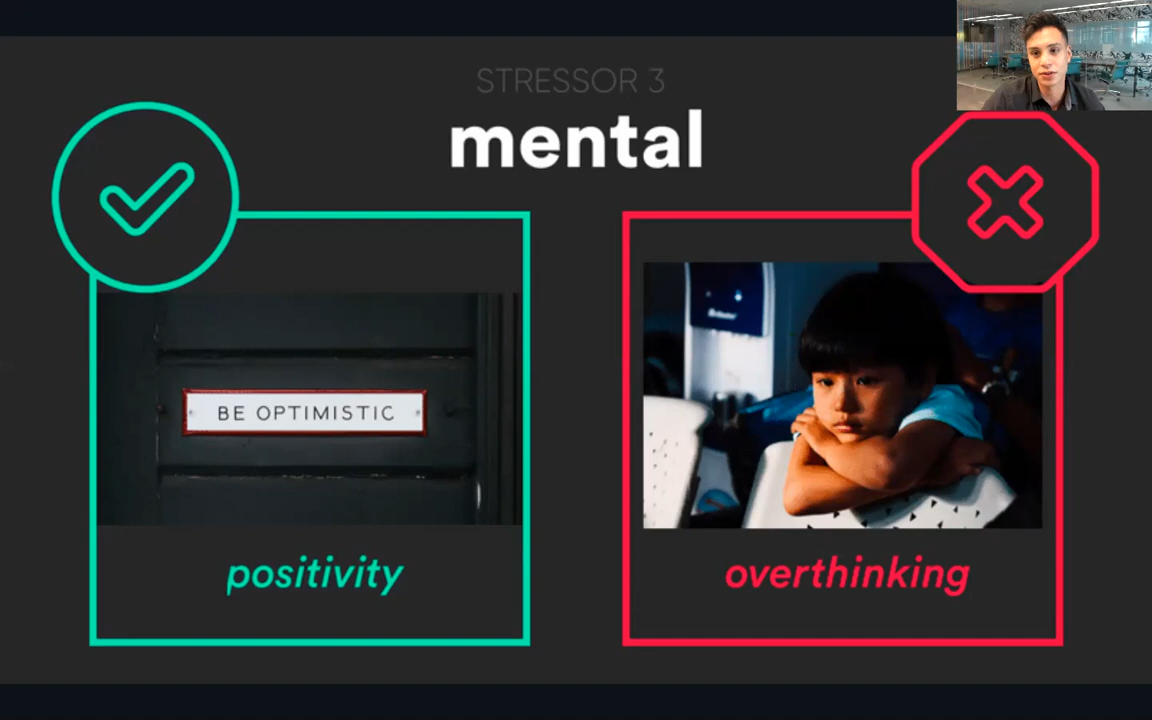 STRESSOR 3
mental
BE OPTIMISTIC
positivity
overthinking